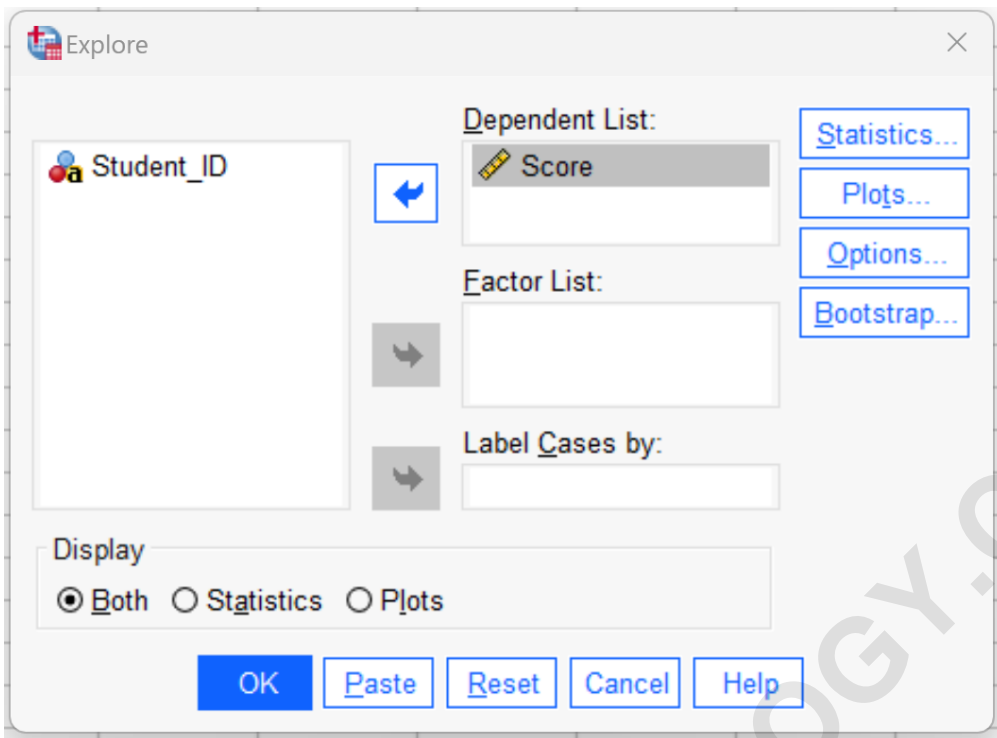 Explore
Dependent List:
Student_ID
Score
Statistics...
Plots...
Options...
Bootstrap...
Factor List:
Label Cases by:
Display
Both Statistics Plots
OK Paste Reset Cancel Help
OGY.